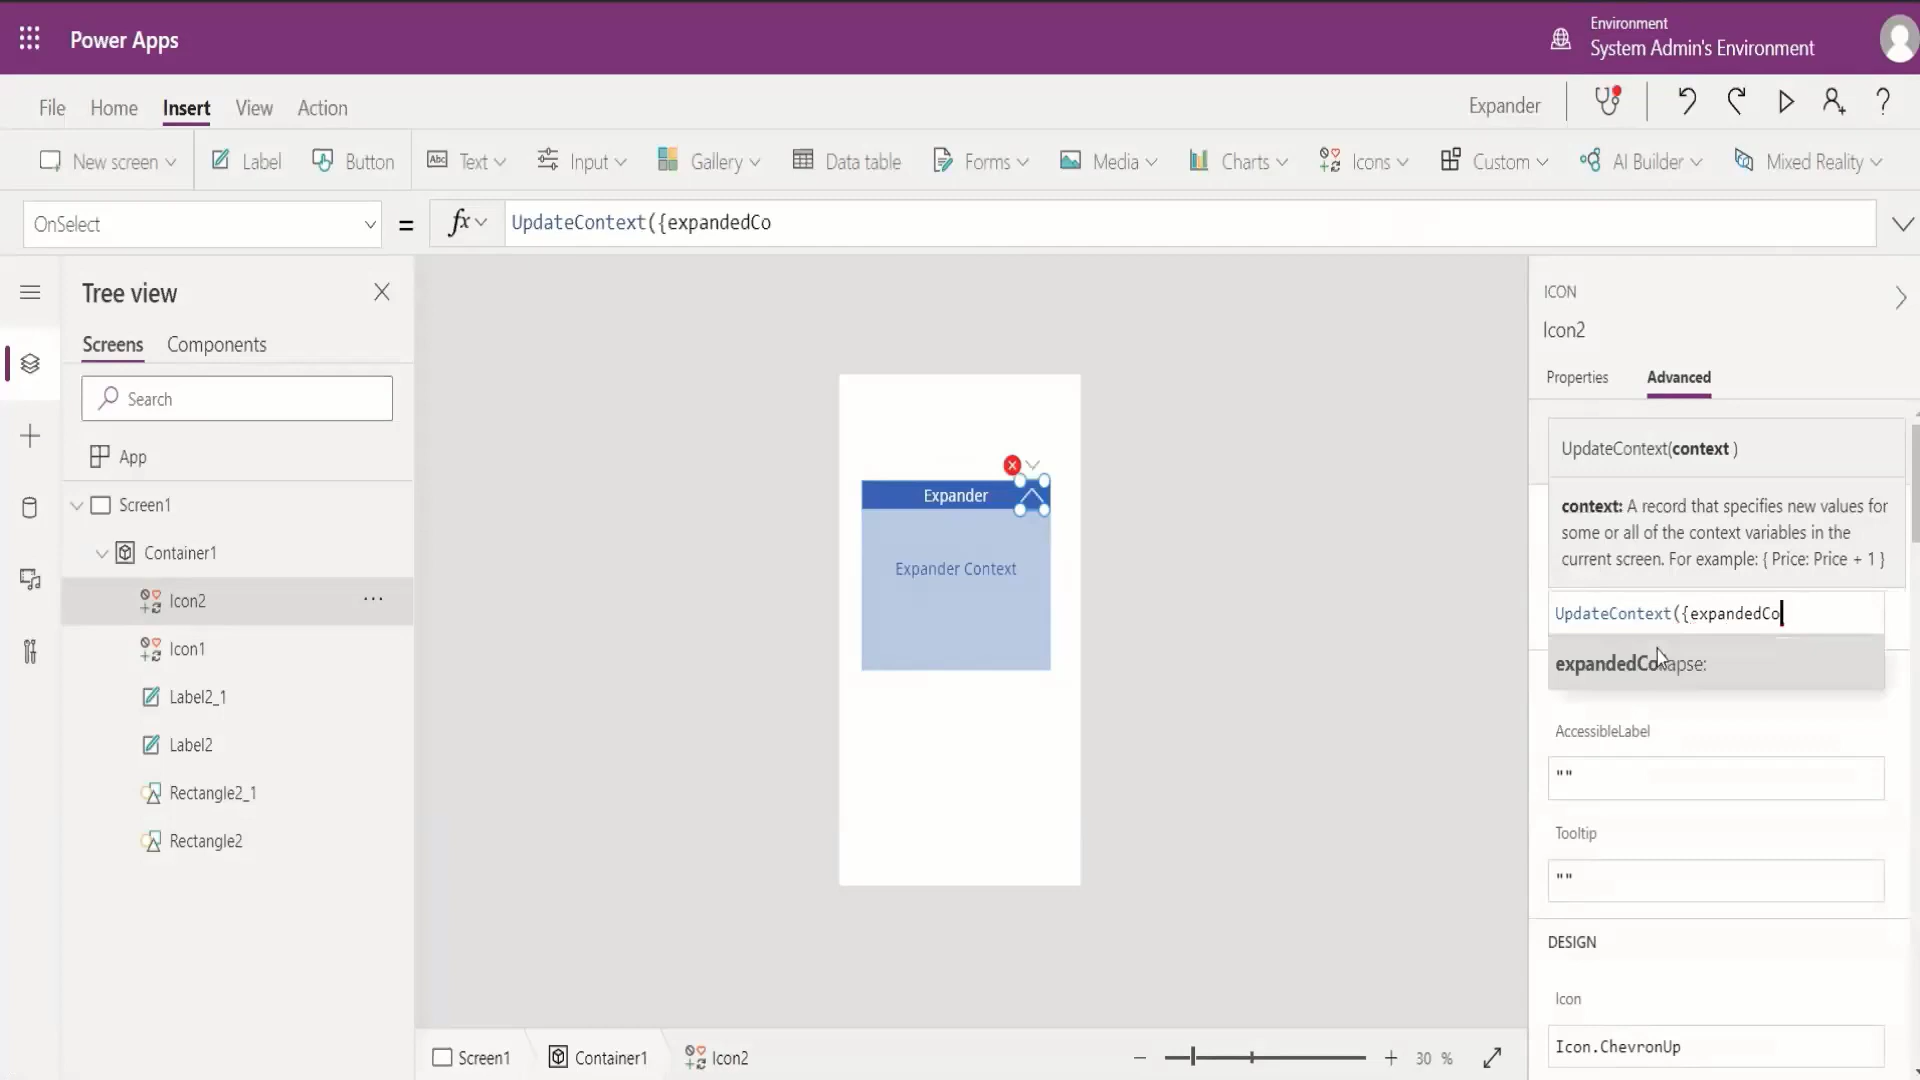 Power Apps
Environment
System Admin's Environment
File Home Insert View Action
Expander
?
New screen Label Button Text Input Gallery Data table Forms Media Charts Icons Custom AI Builder Mixed Reality
OnSelect = fx UpdateContext({expandedCo
Tree view
Screens Components
Search
App
Screen1
Container1
Icon2 ...
Icon1
Label2_1
Label2
Rectangle2_1
Rectangle2
Expander
Expander Context
ICON
Icon2
Properties Advanced
UpdateContext(context )
context: A record that specifies new values for
some or all of the context variables in the
current screen. For example: { Price: Price + 1 }
UpdateContext({expandedCo
expandedCollapse:
AccessibleLabel
""
Tooltip
""
DESIGN
Icon
Icon.ChevronUp
Screen1 Container1 Icon2
30 %